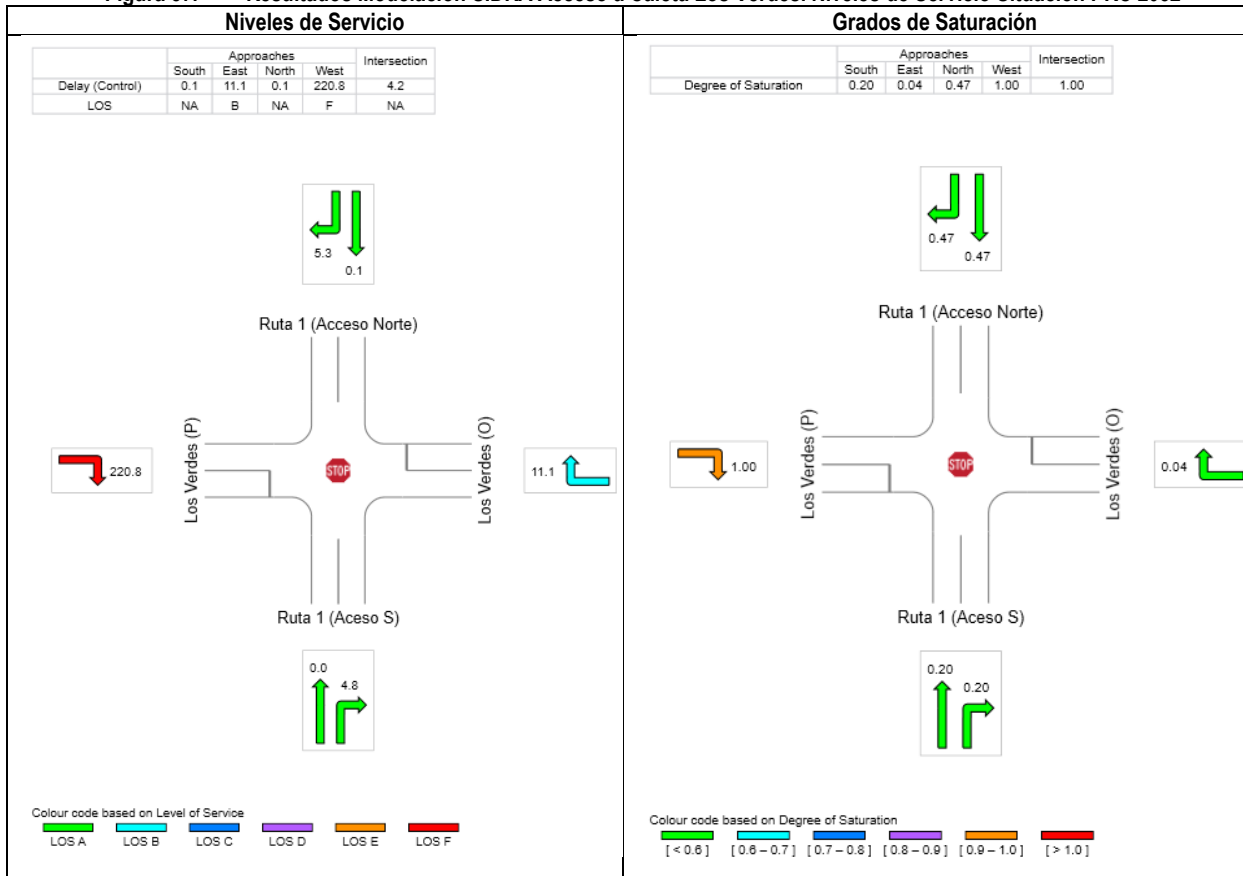 Niveles de Servicio
Approaches
Intersection
South East North West
Delay (Control) 0.1 11.1 0.1 220.8 4.2
LOS NA B NA F NA
5.3
0.1
Ruta 1 (Acceso Norte)
Los Verdes (P)
Los Verdes (O)
220.8
STOP
11.1
Ruta 1 (Aceso S)
0.0
4.8
Colour code based on Level of Service
LOS A LOS B LOS C LOS D LOS E LOS F
Grados de Saturación
Approaches
Intersection
South East North West
Degree of Saturation 0.20 0.04 0.47 1.00 1.00
0.47
0.47
Ruta 1 (Acceso Norte)
Los Verdes (P)
Los Verdes (O)
1.00
STOP
0.04
Ruta 1 (Aceso S)
0.20
0.20
Colour code based on Degree of Saturation
[ < 0.6 ] [ 0.6 – 0.7 ] [ 0.7 – 0.8 ] [ 0.8 – 0.9 ] [ 0.9 – 1.0 ] [ > 1.0 ]